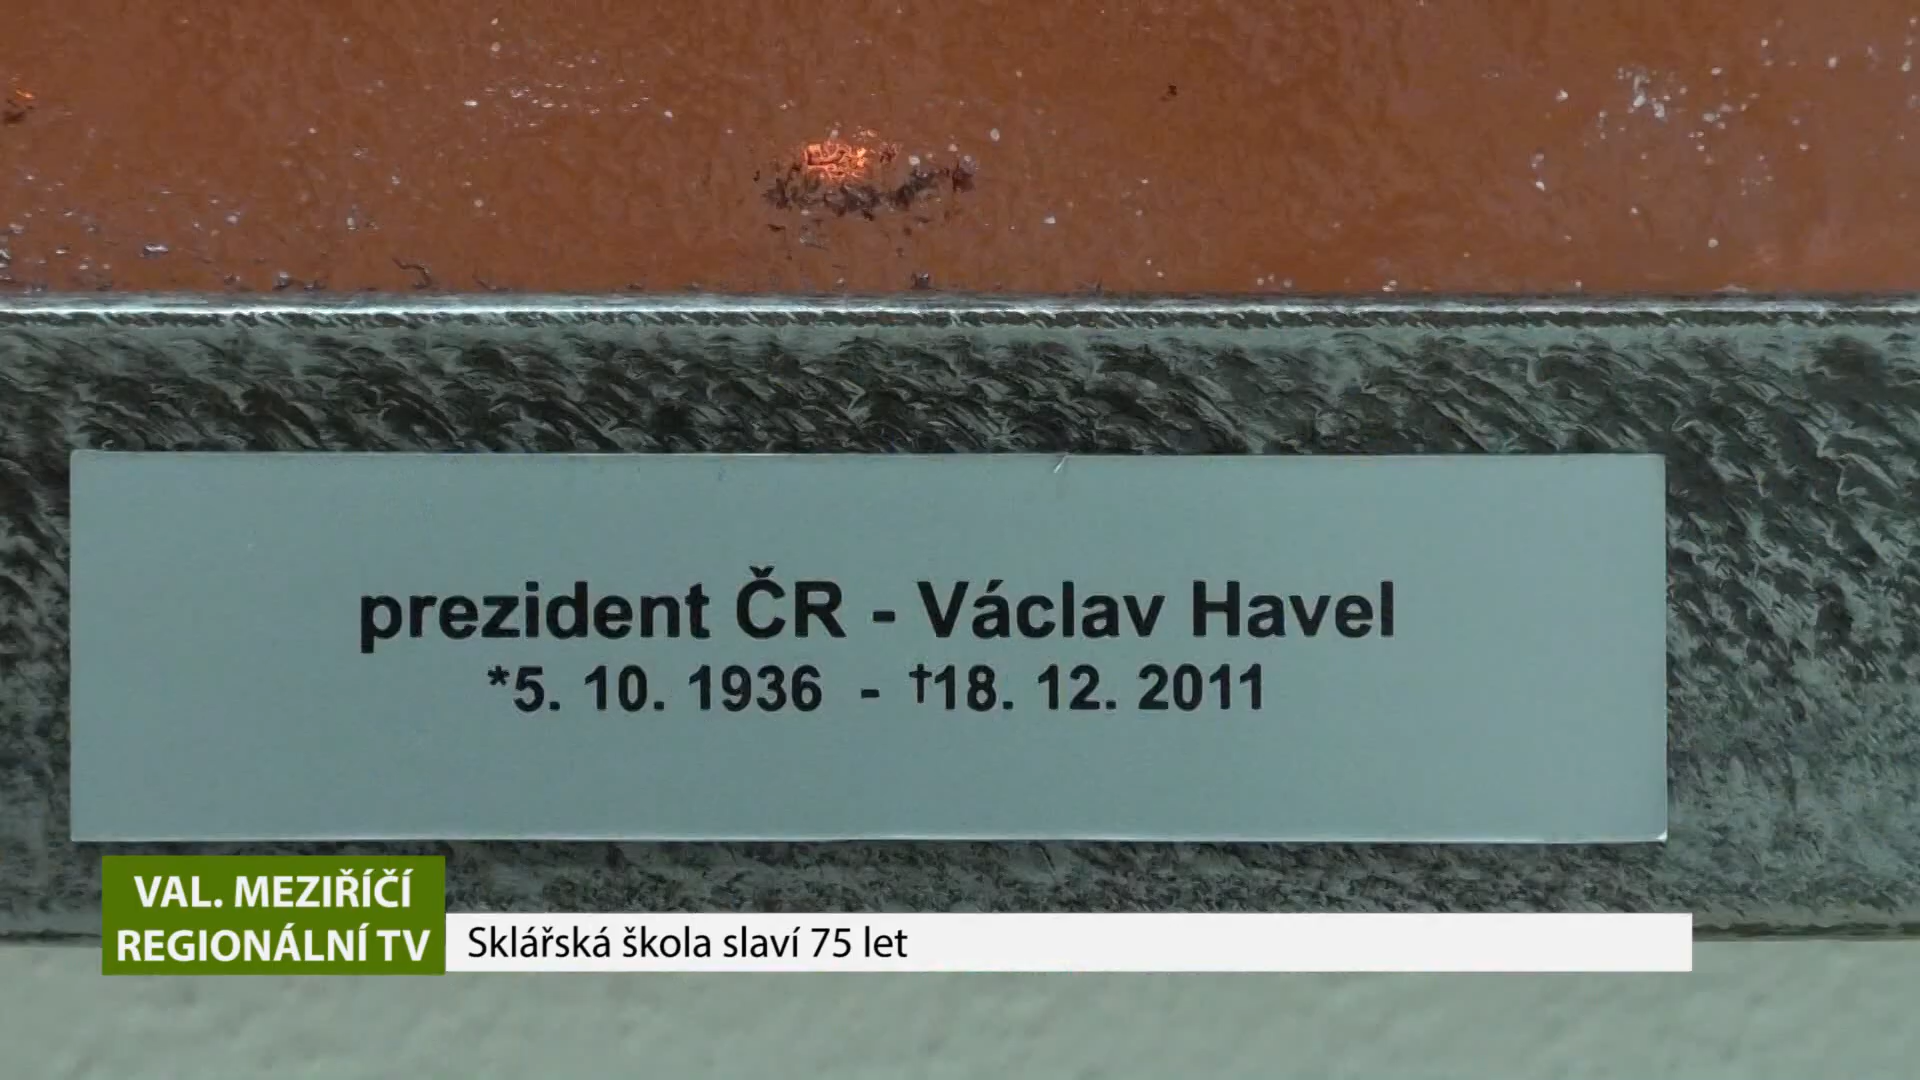 prezident ČR - Václav Havel
*5. 10. 1936 - †18. 12. 2011
VAL. MEZIŘÍČÍ
REGIONÁLNÍ TV
Sklářská škola slaví 75 let